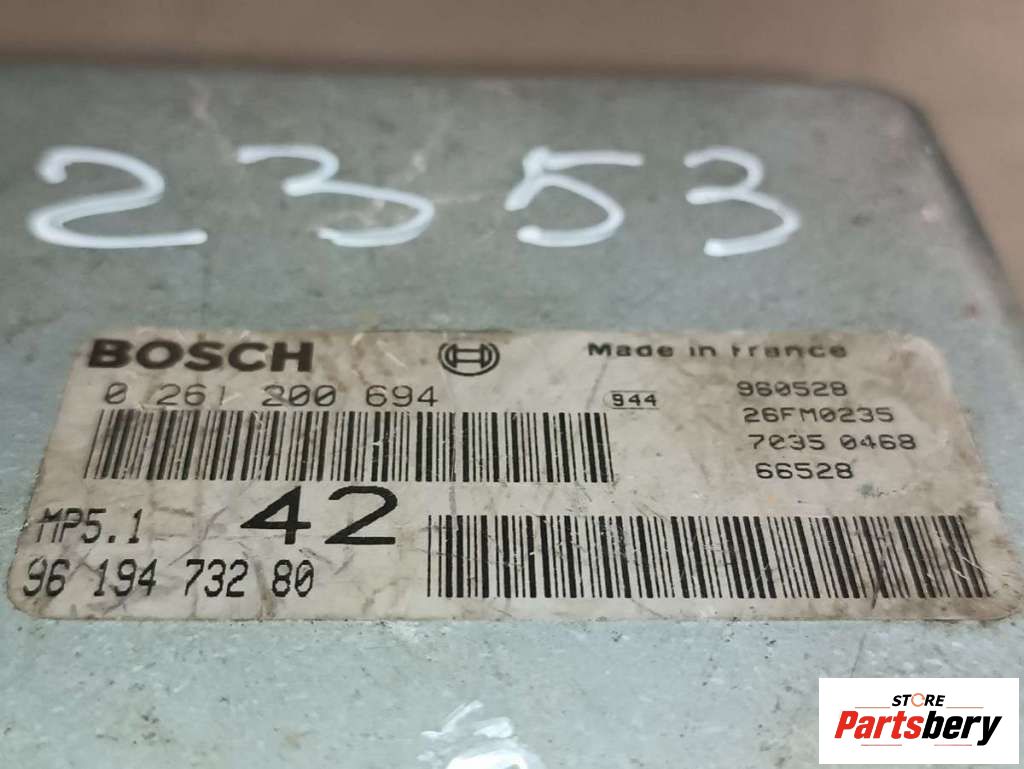 2353
BOSCH
Made in France
0 261 200 694
944
960528
26FM0235
7035 0468
66528
MP5.1
42
96 194 732 80
STORE
Partsbery